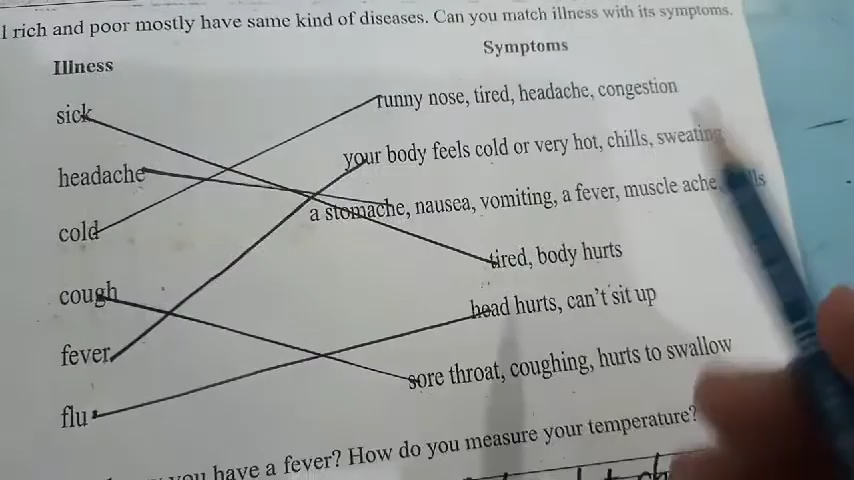 l rich and poor mostly have same kind of diseases. Can you match illness with its symptoms.
Illness
Symptoms
sick
runny nose, tired, headache, congestion
headache
your body feels cold or very hot, chills, sweating
a stomache, nausea, vomiting, a fever, muscle ache,
cold
tired, body hurts
cough
head hurts, can't sit up
fever
sore throat, coughing, hurts to swallow
flu
you have a fever? How do you measure your temperature?